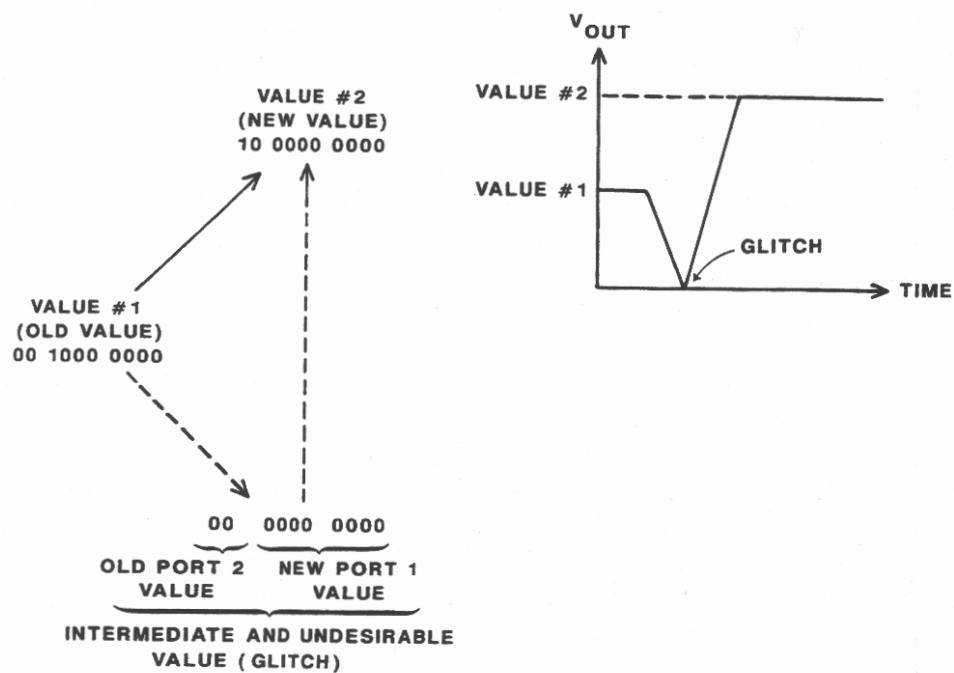 VALUE #2
(NEW VALUE)
10 0000 0000
VALUE #1
(OLD VALUE)
00 1000 0000
00 0000 0000
OLD PORT 2 NEW PORT 1
VALUE VALUE
INTERMEDIATE AND UNDESIRABLE
VALUE (GLITCH)
VOUT
VALUE #2
VALUE #1
GLITCH
TIME